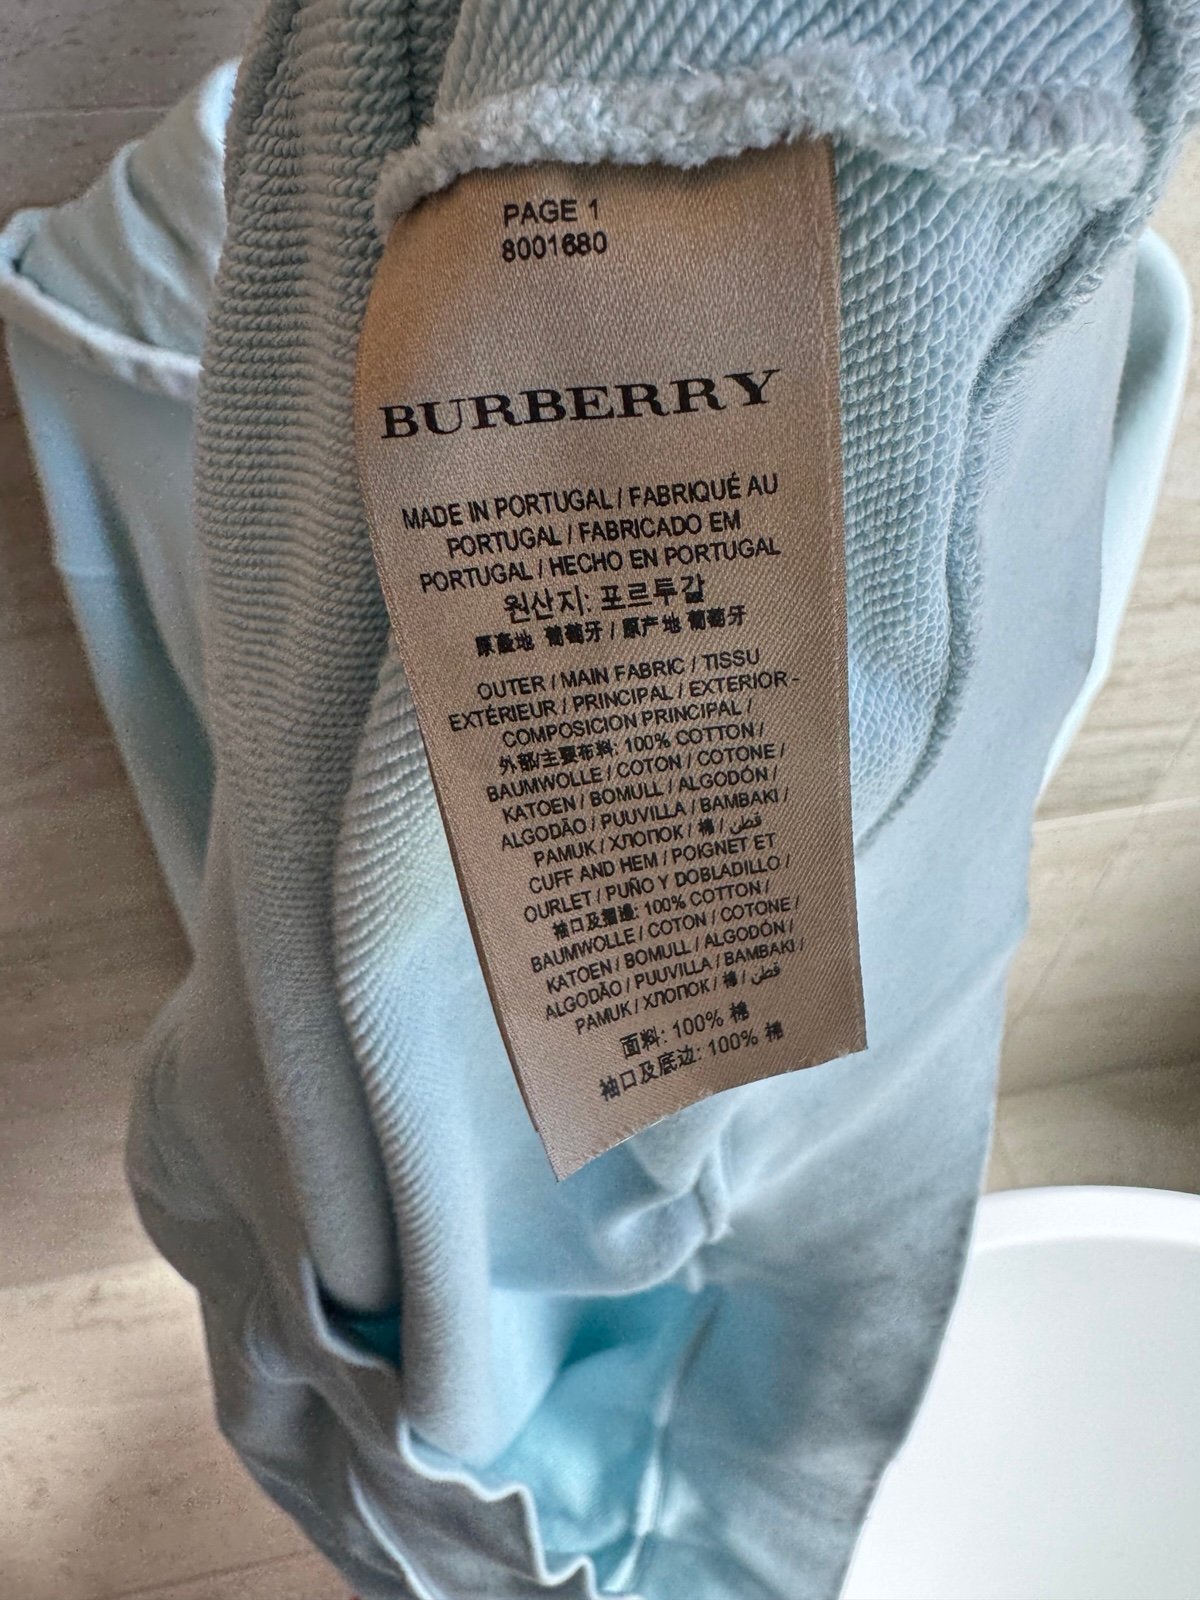 PAGE 1
8001680
BURBERRY
MADE IN PORTUGAL / FABRIQUÉ AU
PORTUGAL / FABRICADO EM
PORTUGAL / HECHO EN PORTUGAL
원산지: 포르투갈
原產地 葡萄牙 / 原产地 葡萄牙
OUTER / MAIN FABRIC / TISSU
EXTÉRIEUR / PRINCIPAL / EXTERIOR -
COMPOSICION PRINCIPAL /
外部/主要布料: 100% COTTON /
BAUMWOLLE / COTON / COTONE /
KATOEN / BOMULL / ALGODÓN /
ALGODÃO / PUUVILLA / BAMBAKI /
PAMUK / ХЛОПОК / 棉 / قطن
CUFF AND HEM / POIGNET ET
OURLET / PUÑO Y DOBLADILLO /
袖口及摺邊: 100% COTTON /
BAUMWOLLE / COTON / COTONE /
KATOEN / BOMULL / ALGODÓN /
ALGODÃO / PUUVILLA / BAMBAKI /
PAMUK / ХЛОПОК / 棉 / قطن
面料: 100% 棉
袖口及底边: 100% 棉